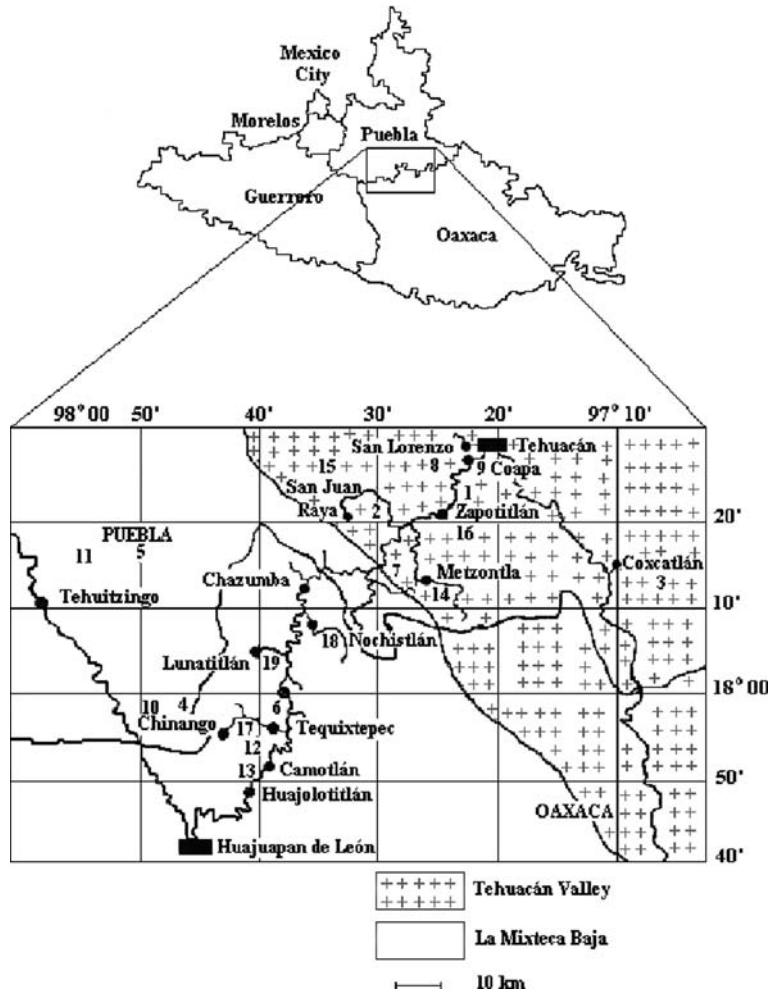 Mexico
City
Morelos
Puebla
Guerroro
Oaxaca
98° 00' 50' 40' 30' 20' 97° 10'
San Lorenzo Tehuacán
15 8 9 Coapa
San Juan 1
Raya 2 Zapotitlán
16 20'
PUEBLA
11 5 1 Coxcatlán
7 Metzontla 3
Chazumba 14
Tehuitzingo 10'
18 Nochistlán
Lunatitlán 19
18° 00'
10 4 6
Chinango 17 Tequixtepec
12
13 Camotlán 50'
Huajolotitlán OAXACA
Huajuapan de León 40'
Tehuacán Valley
La Mixteca Baja
10 km